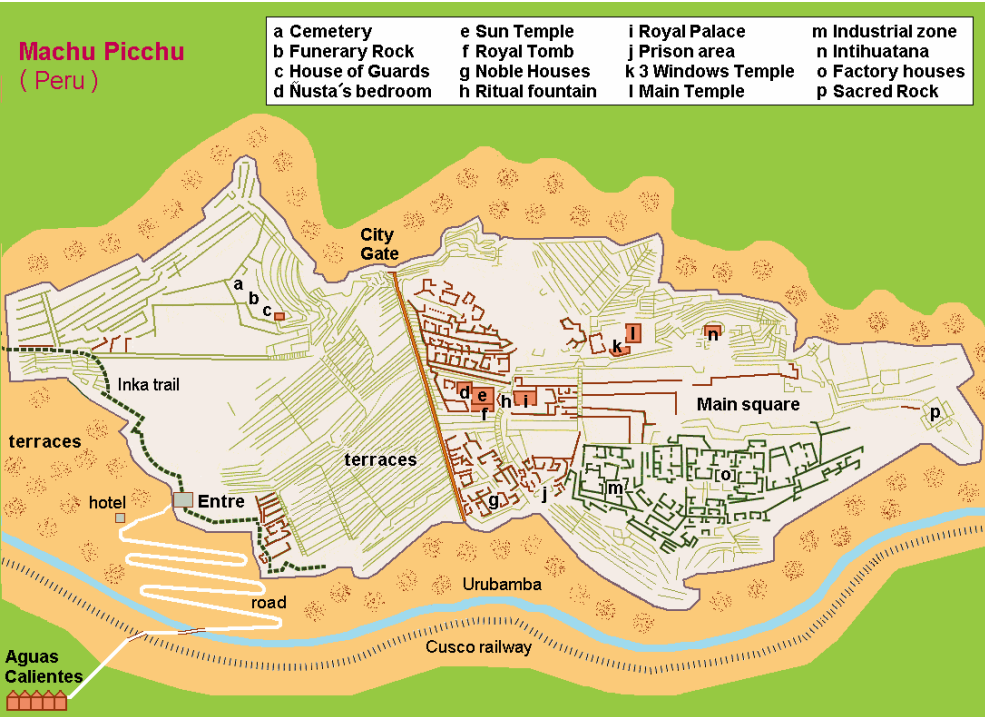 Machu Picchu
( Peru )
a Cemetery
b Funerary Rock
c House of Guards
d Ñusta´s bedroom
e Sun Temple
f Royal Tomb
g Noble Houses
h Ritual fountain
i Royal Palace
j Prison area
k 3 Windows Temple
l Main Temple
m Industrial zone
n Intihuatana
o Factory houses
p Sacred Rock
City
Gate
a
b
c
l
k
n
Inka trail
d
e
h
i
f
Main square
p
terraces
terraces
m
o
g
j
hotel
Entre
Urubamba
road
Cusco railway
Aguas
Calientes